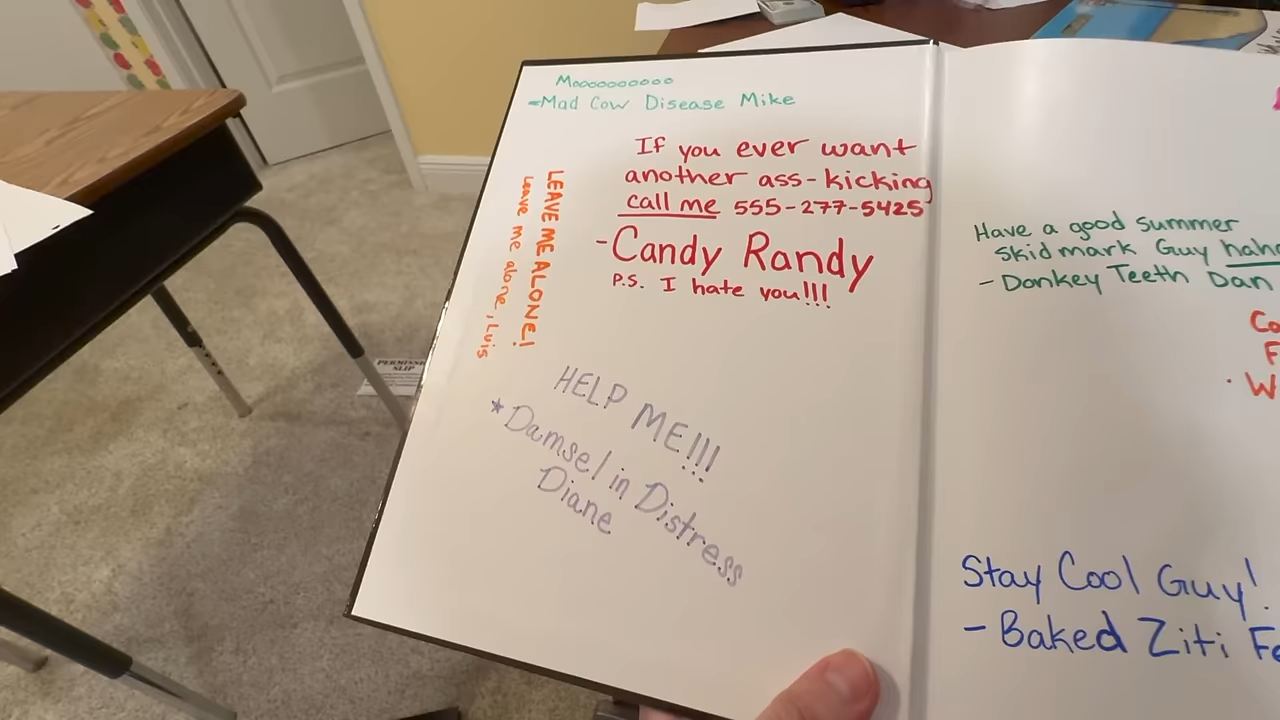 Mooooooooooo
-Mad Cow Disease Mike
If you ever want
another ass-kicking
call me 555-277-5425
-Candy Randy
P.S. I hate you!!!
LEAVE ME ALONE!
Leave me alone, Luis
HELP ME!!!
*Damsel in Distress
Diane
Have a good summer
skidmark Guy
- Donkey Teeth Dan
Stay Cool Guy!
- Baked Ziti
PERMISSION
SLIP